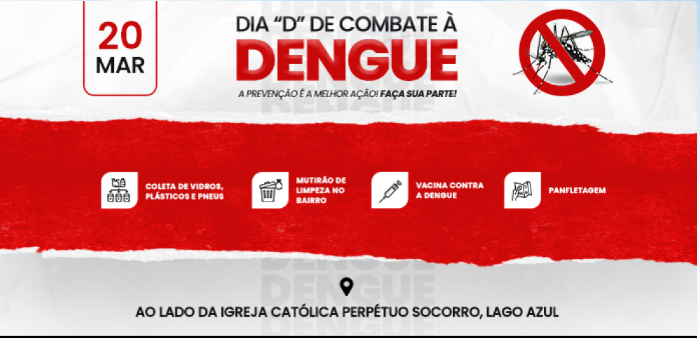 20
MAR
DIA “D” DE COMBATE À
DENGUE
A PREVENÇÃO É A MELHOR AÇÃO! FAÇA SUA PARTE!
COLETA DE VIDROS,
PLÁSTICOS E PNEUS
MUTIRÃO DE
LIMPEZA NO
BAIRRO
VACINA CONTRA
A DENGUE
PANFLETAGEM
DENGUE
DENGUE
AO LADO DA IGREJA CATÓLICA PERPÉTUO SOCORRO, LAGO AZUL